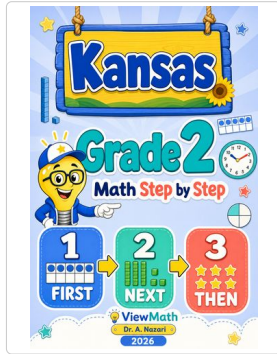 Kansas
Grade 2
Math Step by Step
1 2 3
FIRST NEXT THEN
ViewMath
Dr. A. Nazari
2026